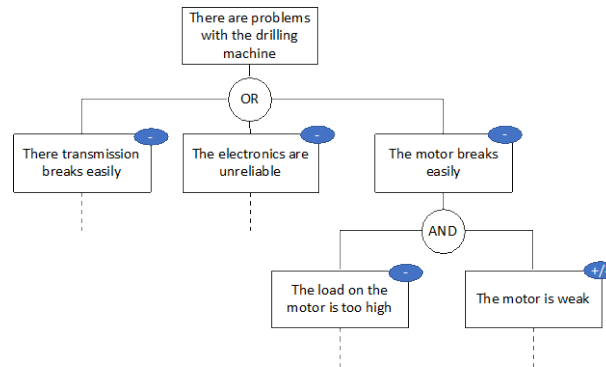 There are problems
with the drilling
machine
OR
-
-
-
There transmission
breaks easily
The electronics are
unreliable
The motor breaks
easily
AND
-
+/
The load on the
motor is too high
The motor is weak